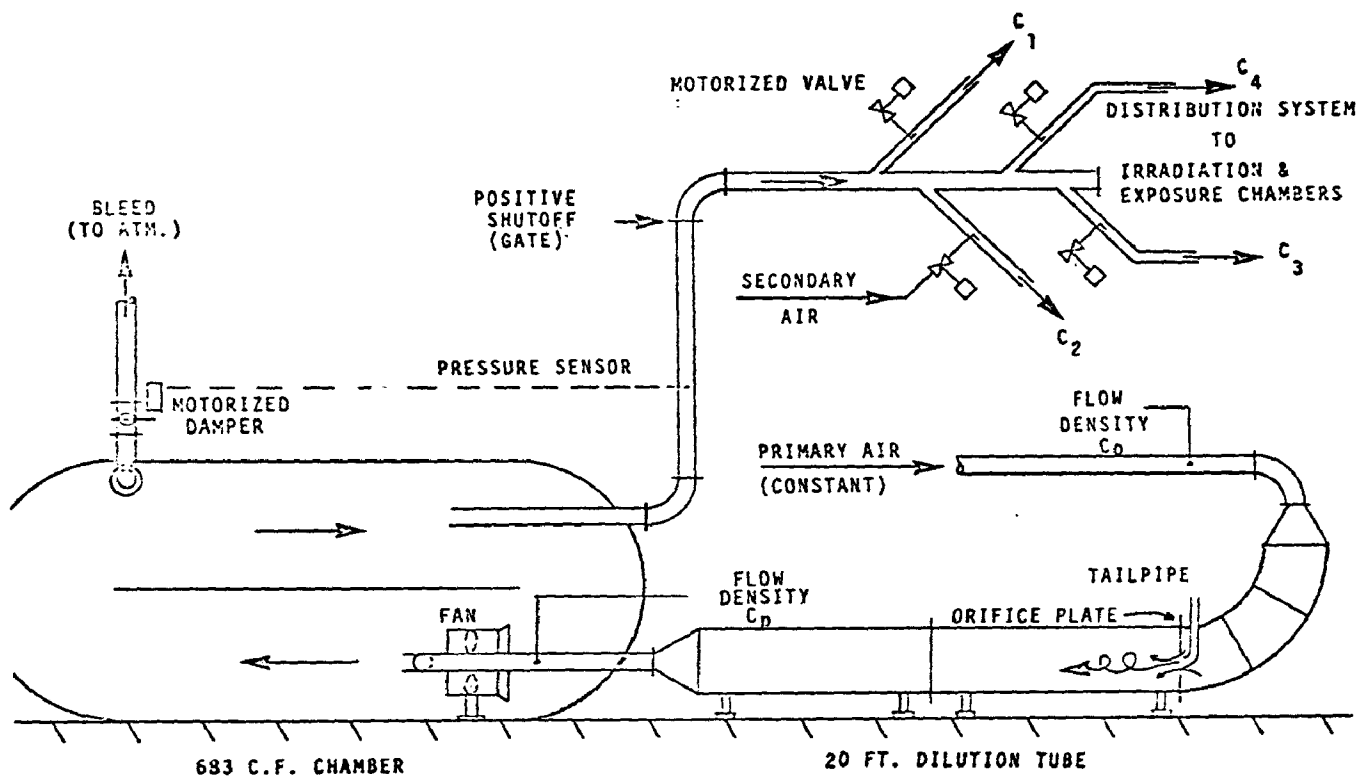 C1
MOTORIZED VALVE
C4
DISTRIBUTION SYSTEM
TO
IRRADIATION &
EXPOSURE CHAMBERS
POSITIVE
SHUTOFF
(GATE)
BLEED
(TO ATM.)
C3
SECONDARY
AIR
C2
PRESSURE SENSOR
MOTORIZED
DAMPER
FLOW
DENSITY
Co
PRIMARY AIR
(CONSTANT)
FLOW
DENSITY
Cp
TAILPIPE
FAN
ORIFICE PLATE
683 C.F. CHAMBER
20 FT. DILUTION TUBE